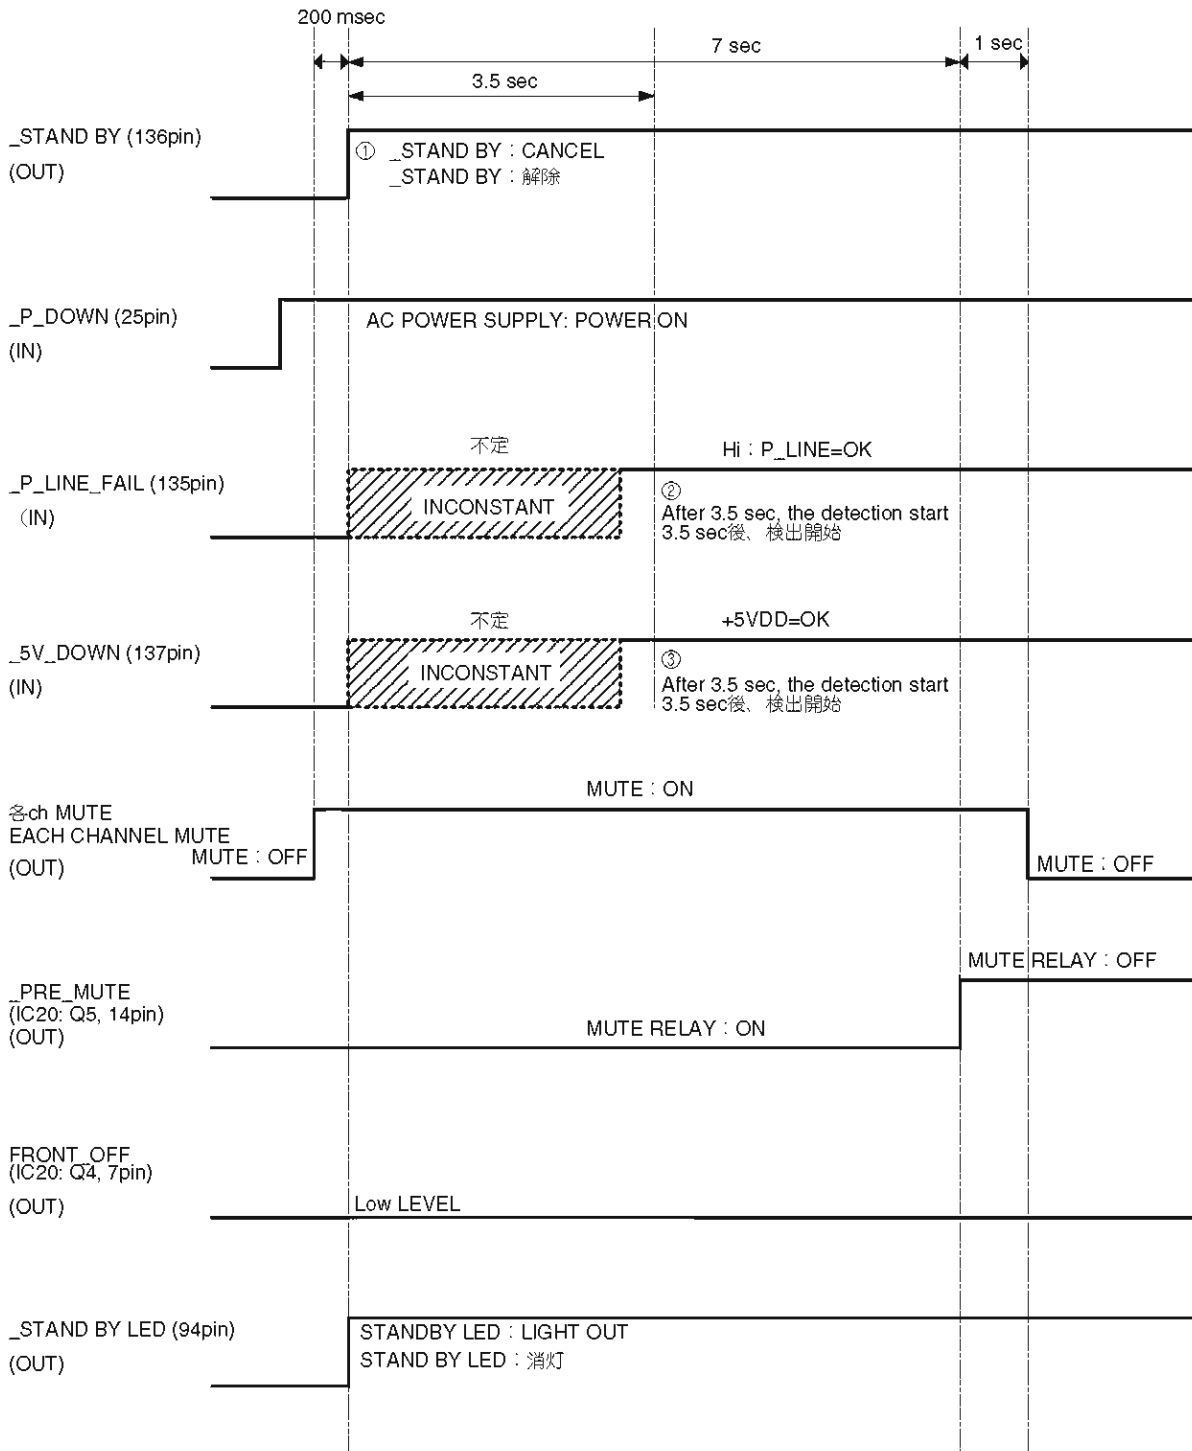 200 msec
7 sec
1 sec
3.5 sec
_STAND BY (136pin)
(OUT)
① _STAND BY : CANCEL
_STAND BY : 解除
_P_DOWN (25pin)
(IN)
AC POWER SUPPLY: POWER ON
不定
Hi : P_LINE=OK
_P_LINE_FAIL (135pin)
(IN)
INCONSTANT
②
After 3.5 sec, the detection start
3.5 sec後、検出開始
不定
+5VDD=OK
_5V_DOWN (137pin)
(IN)
INCONSTANT
③
After 3.5 sec, the detection start
3.5 sec後、検出開始
MUTE : ON
各ch MUTE
EACH CHANNEL MUTE
(OUT)
MUTE : OFF
MUTE : OFF
MUTE RELAY : OFF
_PRE_MUTE
(IC20: Q5, 14pin)
(OUT)
MUTE RELAY : ON
FRONT_OFF
(IC20: Q4, 7pin)
(OUT)
Low LEVEL
_STAND BY LED (94pin)
(OUT)
STANDBY LED : LIGHT OUT
STAND BY LED : 消灯